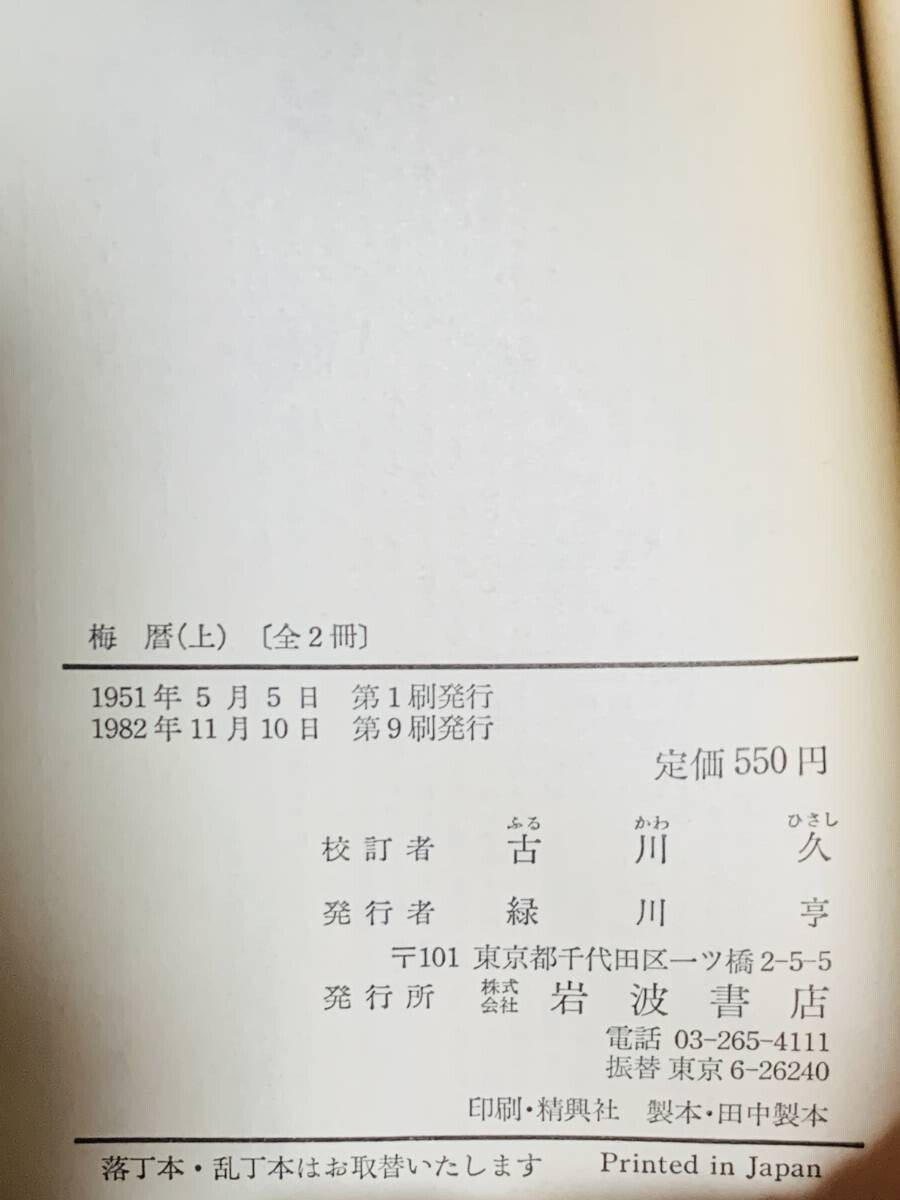 梅 暦(上) 〔全2冊〕
1951年5月5日 第1刷発行
1982年11月10日 第9刷発行
定価550円
ふる かわ ひさし
校訂者 古川久
発行者 緑川亨
〒101 東京都千代田区一ツ橋2-5-5
発行所 株式会社 岩波書店
電話 03-265-4111
振替 東京6-26240
印刷・精興社 製本・田中製本
落丁本・乱丁本はお取替いたします Printed in Japan